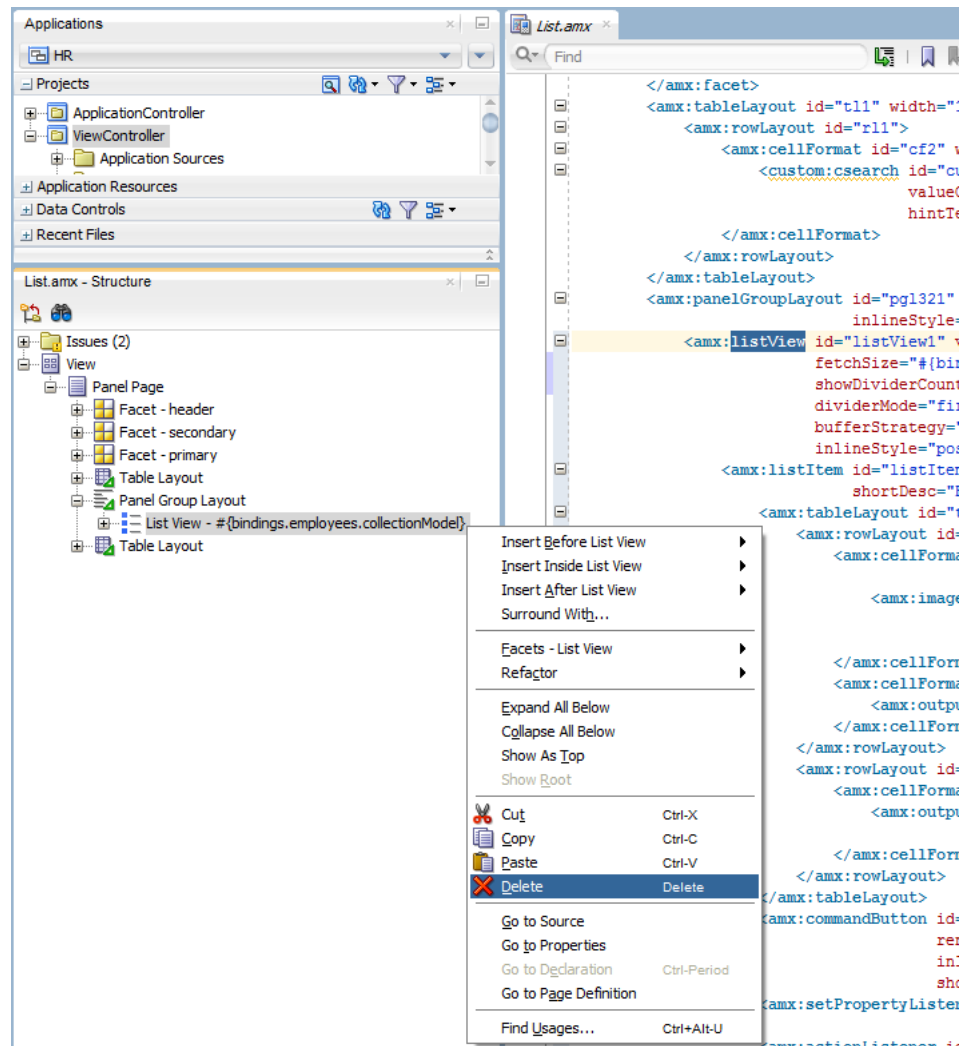 Applications
HR
Projects
ApplicationController
ViewController
Application Sources
Application Resources
Data Controls
Recent Files
List.amx - Structure
Issues (2)
View
Panel Page
Facet - header
Facet - secondary
Facet - primary
Table Layout
Panel Group Layout
List View - #{bindings.employees.collectionModel}
Table Layout
Insert Before List View
Insert Inside List View
Insert After List View
Surround With...
Facets - List View
Refactor
Expand All Below
Collapse All Below
Show As Top
Show Root
Cut Ctrl-X
Copy Ctrl-C
Paste Ctrl-V
Delete Delete
Go to Source
Go to Properties
Go to Declaration Ctrl-Period
Go to Page Definition
Find Usages... Ctrl+Alt-U
List.amx
Find
</amx:facet>
<amx:tableLayout id="tl1" width="1
<amx:rowLayout id="rl1">
<amx:cellFormat id="cf2" w
<custom:csearch id="cu
value
hintTe
</amx:cellFormat>
</amx:rowLayout>
</amx:tableLayout>
<amx:panelGroupLayout id="pgl321"
inlineStyle=
<amx:listView id="listView1" v
fetchSize="#{bin
showDividerCount
dividerMode="fir
bufferStrategy="
inlineStyle="pos
<amx:listItem id="listIte
shortDesc="
<amx:tableLayout id="t
<amx:rowLayout id=
<amx:cellForma
<amx:image
</amx:cellForm
<amx:cellForma
<amx:outpu
</amx:cellForm
</amx:rowLayout>
<amx:rowLayout id=
<amx:cellForma
<amx:outpu
</amx:cellForm
</amx:rowLayout>
/amx:tableLayout>
amx:commandButton id=
rer
inl
sho
amx:setPropertyLister